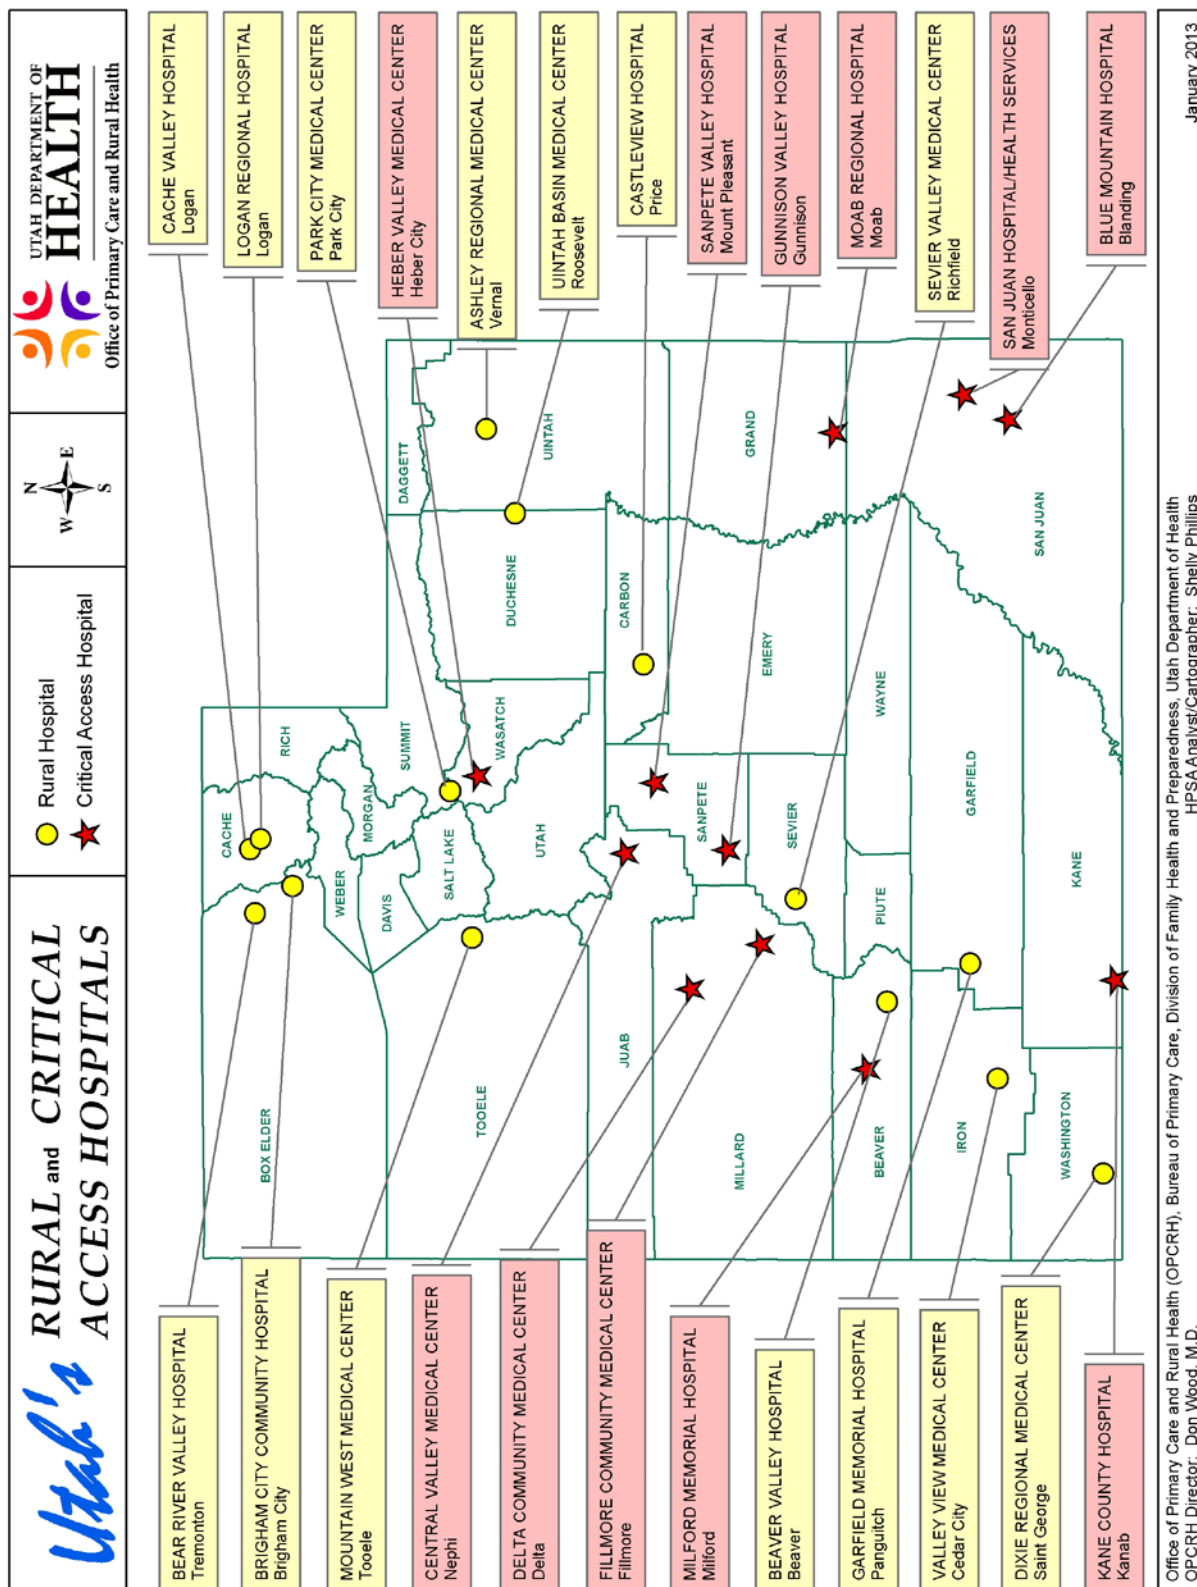 Utah's RURAL and CRITICAL
ACCESS HOSPITALS
Rural Hospital
Critical Access Hospital
N
W E
S
UTAH DEPARTMENT OF
HEALTH
Office of Primary Care and Rural Health
BEAR RIVER VALLEY HOSPITAL
Tremonton
BRIGHAM CITY COMMUNITY HOSPITAL
Brigham City
MOUNTAIN WEST MEDICAL CENTER
Tooele
CENTRAL VALLEY MEDICAL CENTER
Nephi
DELTA COMMUNITY MEDICAL CENTER
Delta
FILLMORE COMMUNITY MEDICAL CENTER
Fillmore
MILFORD MEMORIAL HOSPITAL
Milford
BEAVER VALLEY HOSPITAL
Beaver
GARFIELD MEMORIAL HOSPITAL
Panguitch
VALLEY VIEW MEDICAL CENTER
Cedar City
DIXIE REGIONAL MEDICAL CENTER
Saint George
KANE COUNTY HOSPITAL
Kanab
BOX ELDER
CACHE
RICH
WEBER
MORGAN
DAVIS
SUMMIT
SALT LAKE
DAGGETT
TOOELE
UTAH
WASATCH
DUCHESNE
UINTAH
JUAB
CARBON
MILLARD
SANPETE
EMERY
GRAND
SEVIER
BEAVER
PIUTE
WAYNE
IRON
GARFIELD
SAN JUAN
WASHINGTON
KANE
CACHE VALLEY HOSPITAL
Logan
LOGAN REGIONAL HOSPITAL
Logan
PARK CITY MEDICAL CENTER
Park City
HEBER VALLEY MEDICAL CENTER
Heber City
ASHLEY REGIONAL MEDICAL CENTER
Vernal
UINTAH BASIN MEDICAL CENTER
Roosevelt
CASTLEVIEW HOSPITAL
Price
SANPETE VALLEY HOSPITAL
Mount Pleasant
GUNNISON VALLEY HOSPITAL
Gunnison
MOAB REGIONAL HOSPITAL
Moab
SEVIER VALLEY MEDICAL CENTER
Richfield
SAN JUAN HOSPITAL/HEALTH SERVICES
Monticello
BLUE MOUNTAIN HOSPITAL
Blanding
Office of Primary Care and Rural Health (OPCRH), Bureau of Primary Care, Division of Family Health and Preparedness, Utah Department of Health
OPCRH Director: Don Wood, M.D. HPSA Analyst/Cartographer: Shelly Phillips January 2013